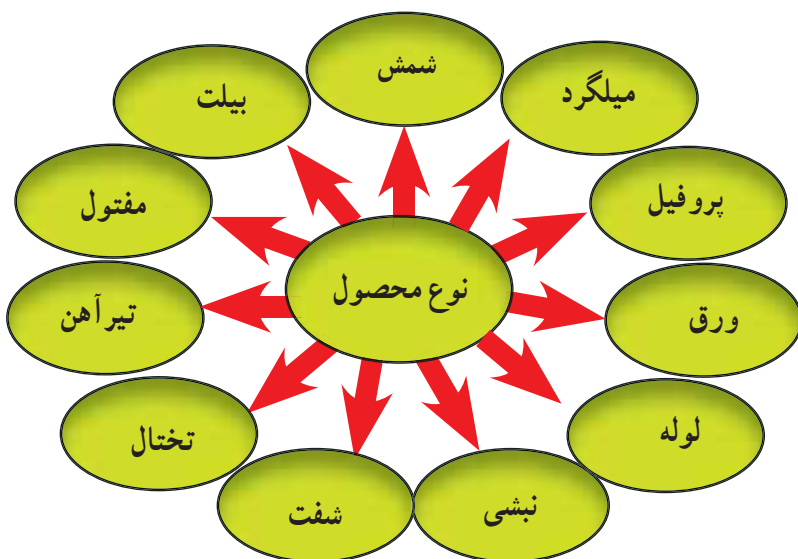 شمش
میلگرد
بیلت
پروفیل
مفتول
نوع محصول
ورق
تیرآهن
لوله
تختال
نبشی
شفت